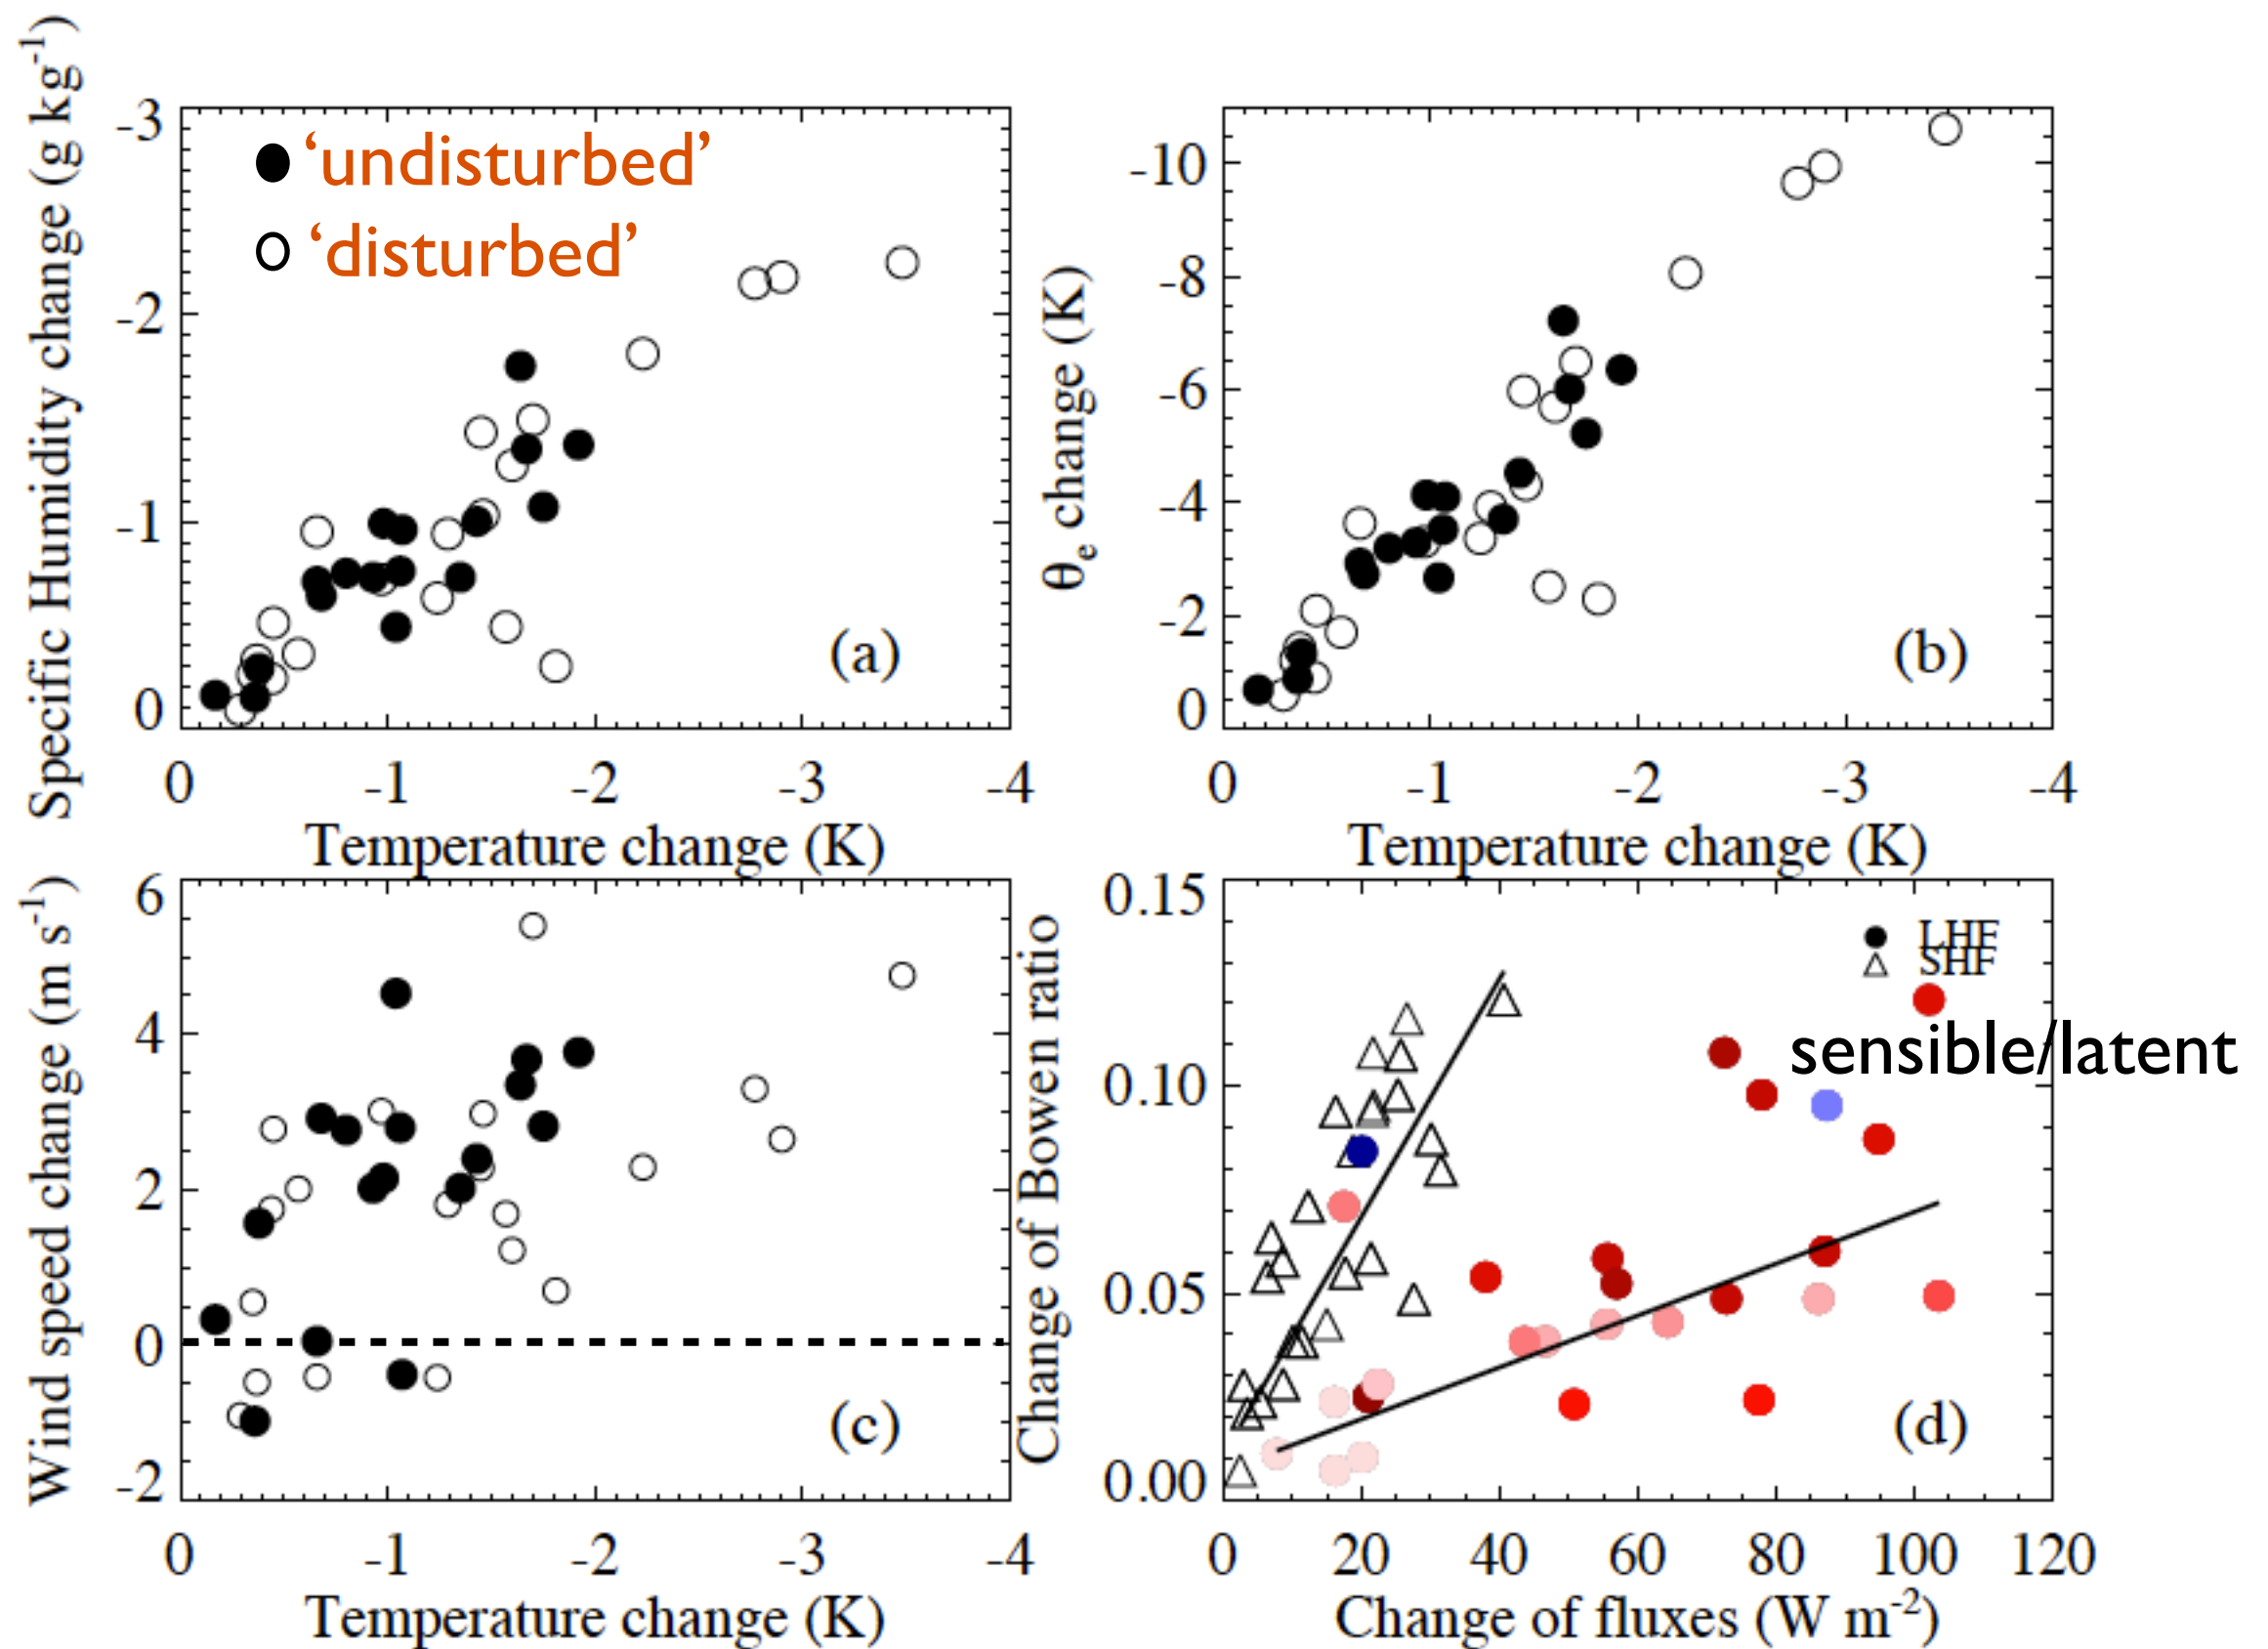 Specific Humidity change (g kg⁻¹)
-3
-2
-1
0
‘undisturbed’
‘disturbed’
(a)
0 -1 -2 -3 -4
Temperature change (K)
θe change (K)
-10
-8
-6
-4
-2
0
(b)
0 -1 -2 -3 -4
Temperature change (K)
Wind speed change (m s⁻¹)
6
4
2
0
-2
(c)
0 -1 -2 -3 -4
Temperature change (K)
Change of Bowen ratio
0.15
0.10
0.05
0.00
LHF
SHF
sensible/latent
(d)
0 20 40 60 80 100 120
Change of fluxes (W m⁻²)